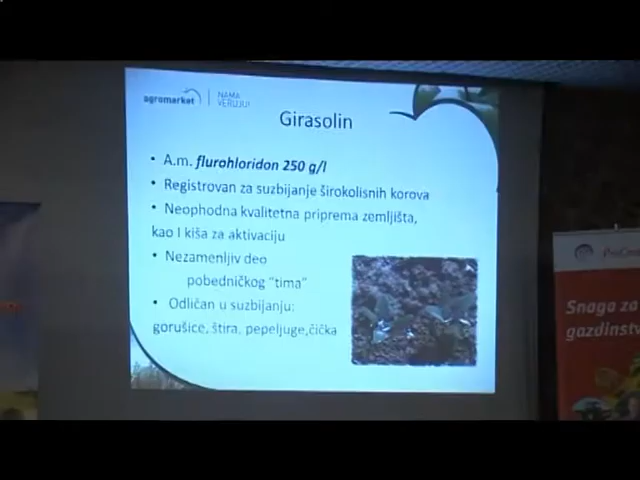 agromarket
NAMA
VERUJU!
Girasolin
• A.m. flurohloridon 250 g/l
• Registrovan za suzbijanje širokolisnih korova
• Neophodna kvalitetna priprema zemljišta,
kao I kiša za aktivaciju
• Nezamenljiv deo
pobedničkog "tima"
• Odličan u suzbijanju:
gorušice, štira, pepeljuge,čička
Snaga za
gazdinstv